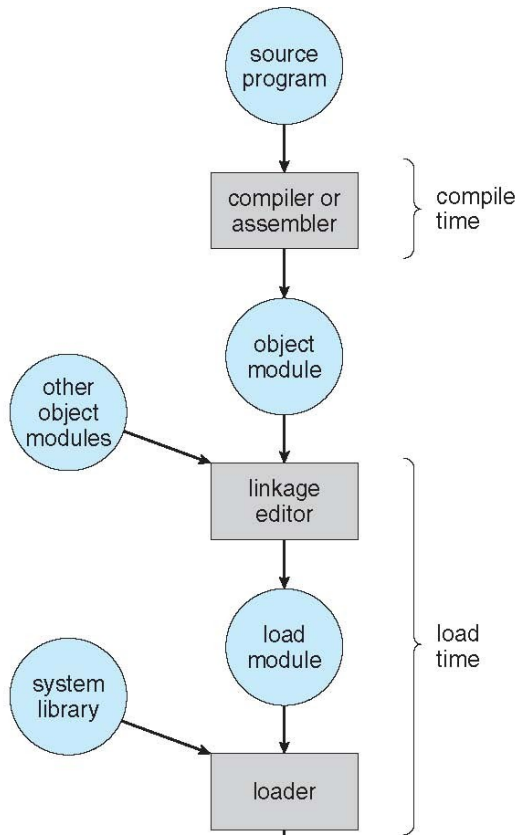 source
program
compiler or
assembler
compile
time
object
module
other
object
modules
linkage
editor
load
module
load
time
system
library
loader